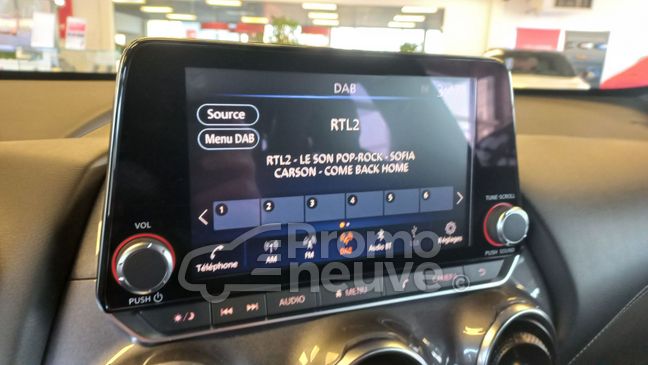 DAB
Source
RTL2
Menu DAB
RTL2 - LE SON POP-ROCK - SOFIA
CARSON - COME BACK HOME
1 2 3 4 5 6
VOL
TUNE·SCROLL
Téléphone AM FM DAB Audio BT Réglages
PUSH
PUSH SOUND
AUDIO MENU
Promo
neuve ©